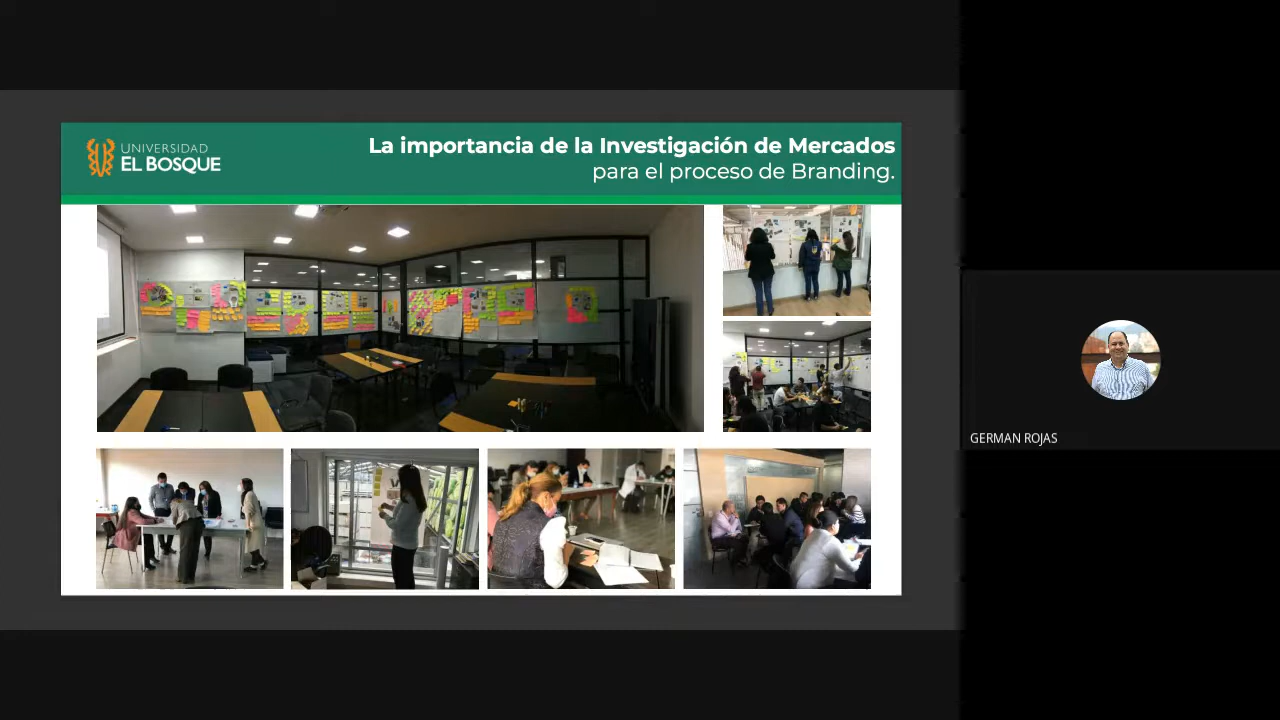 UNIVERSIDAD
EL BOSQUE
La importancia de la Investigación de Mercados
para el proceso de Branding.
GERMAN ROJAS